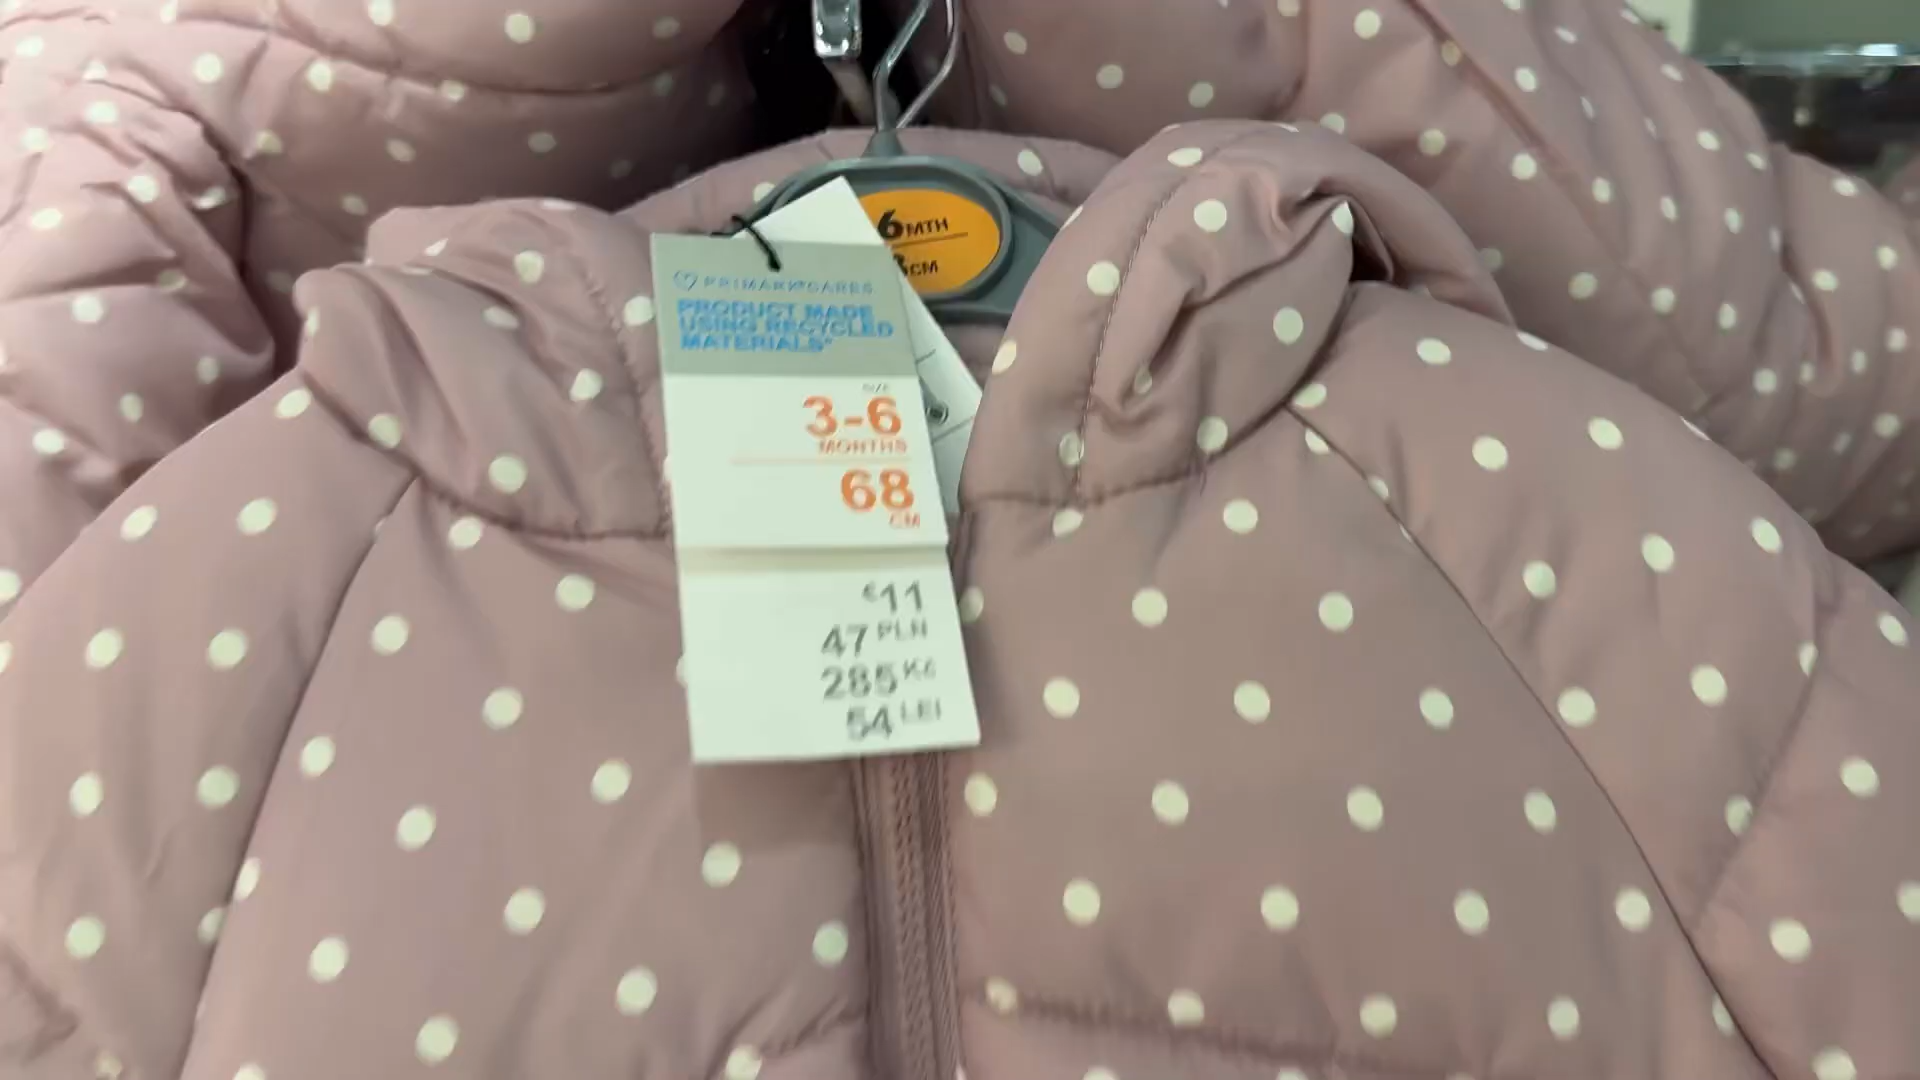 6 MTH
CM
PRIMARK CARES
PRODUCT MADE
USING RECYCLED
MATERIALS*
SIZE
3-6
MONTHS
68
CM
€11
47 PLN
285 Kč
54 LEI